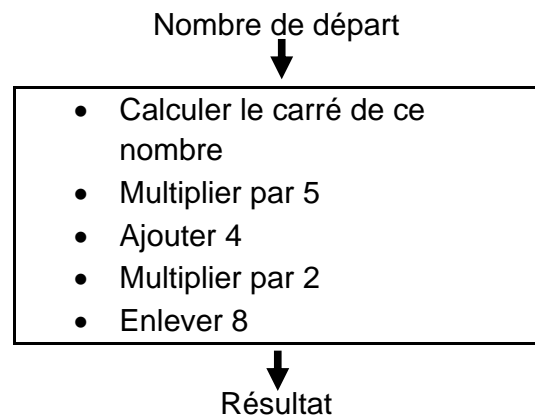 Nombre de départ
• Calculer le carré de ce
nombre
• Multiplier par 5
• Ajouter 4
• Multiplier par 2
• Enlever 8
Résultat